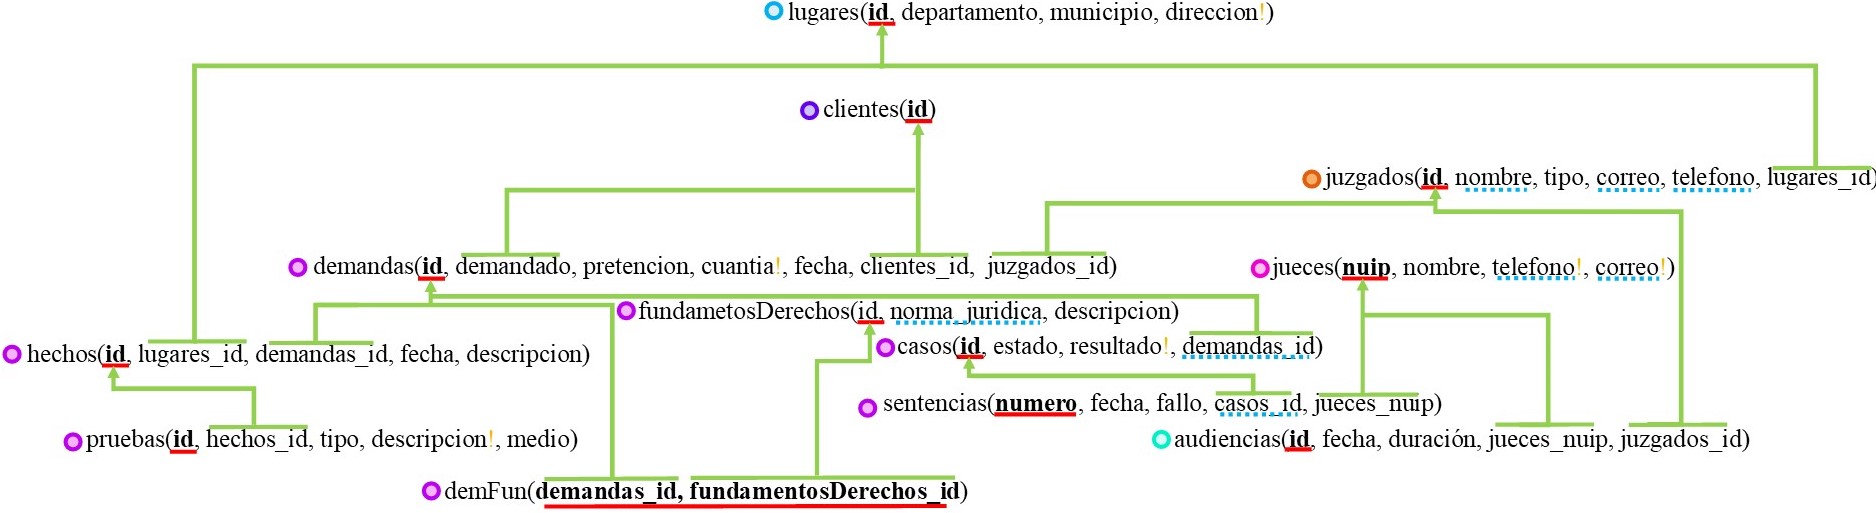 lugares(id, departamento, municipio, direccion!)
clientes(id)
juzgados(id, nombre, tipo, correo, telefono, lugares_id)
demandas(id, demandado, pretencion, cuantia!, fecha, clientes_id, juzgados_id)
jueces(nuip, nombre, telefono!, correo!)
fundametosDerechos(id, norma_juridica, descripcion)
hechos(id, lugares_id, demandas_id, fecha, descripcion)
casos(id, estado, resultado!, demandas_id)
sentencias(numero, fecha, fallo, casos_id, jueces_nuip)
pruebas(id, hechos_id, tipo, descripcion!, medio)
audiencias(id, fecha, duración, jueces_nuip, juzgados_id)
demFun(demandas_id, fundamentosDerechos_id)